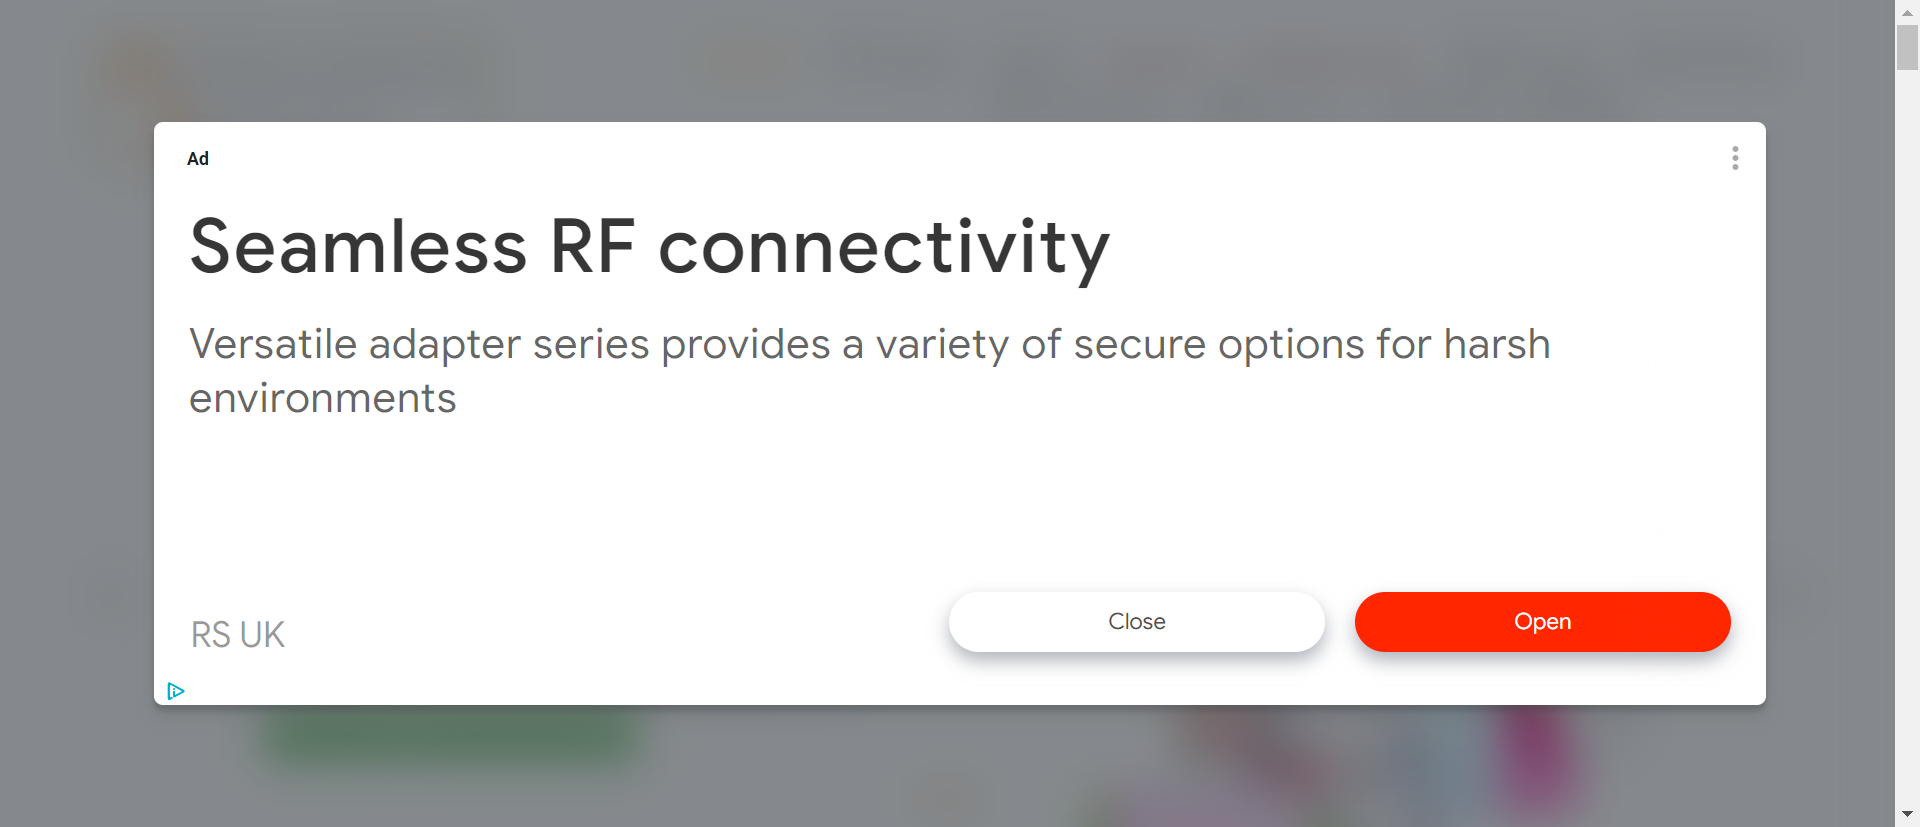 Ad
Seamless RF connectivity
Versatile adapter series provides a variety of secure options for harsh
environments
RS UK
Close
Open